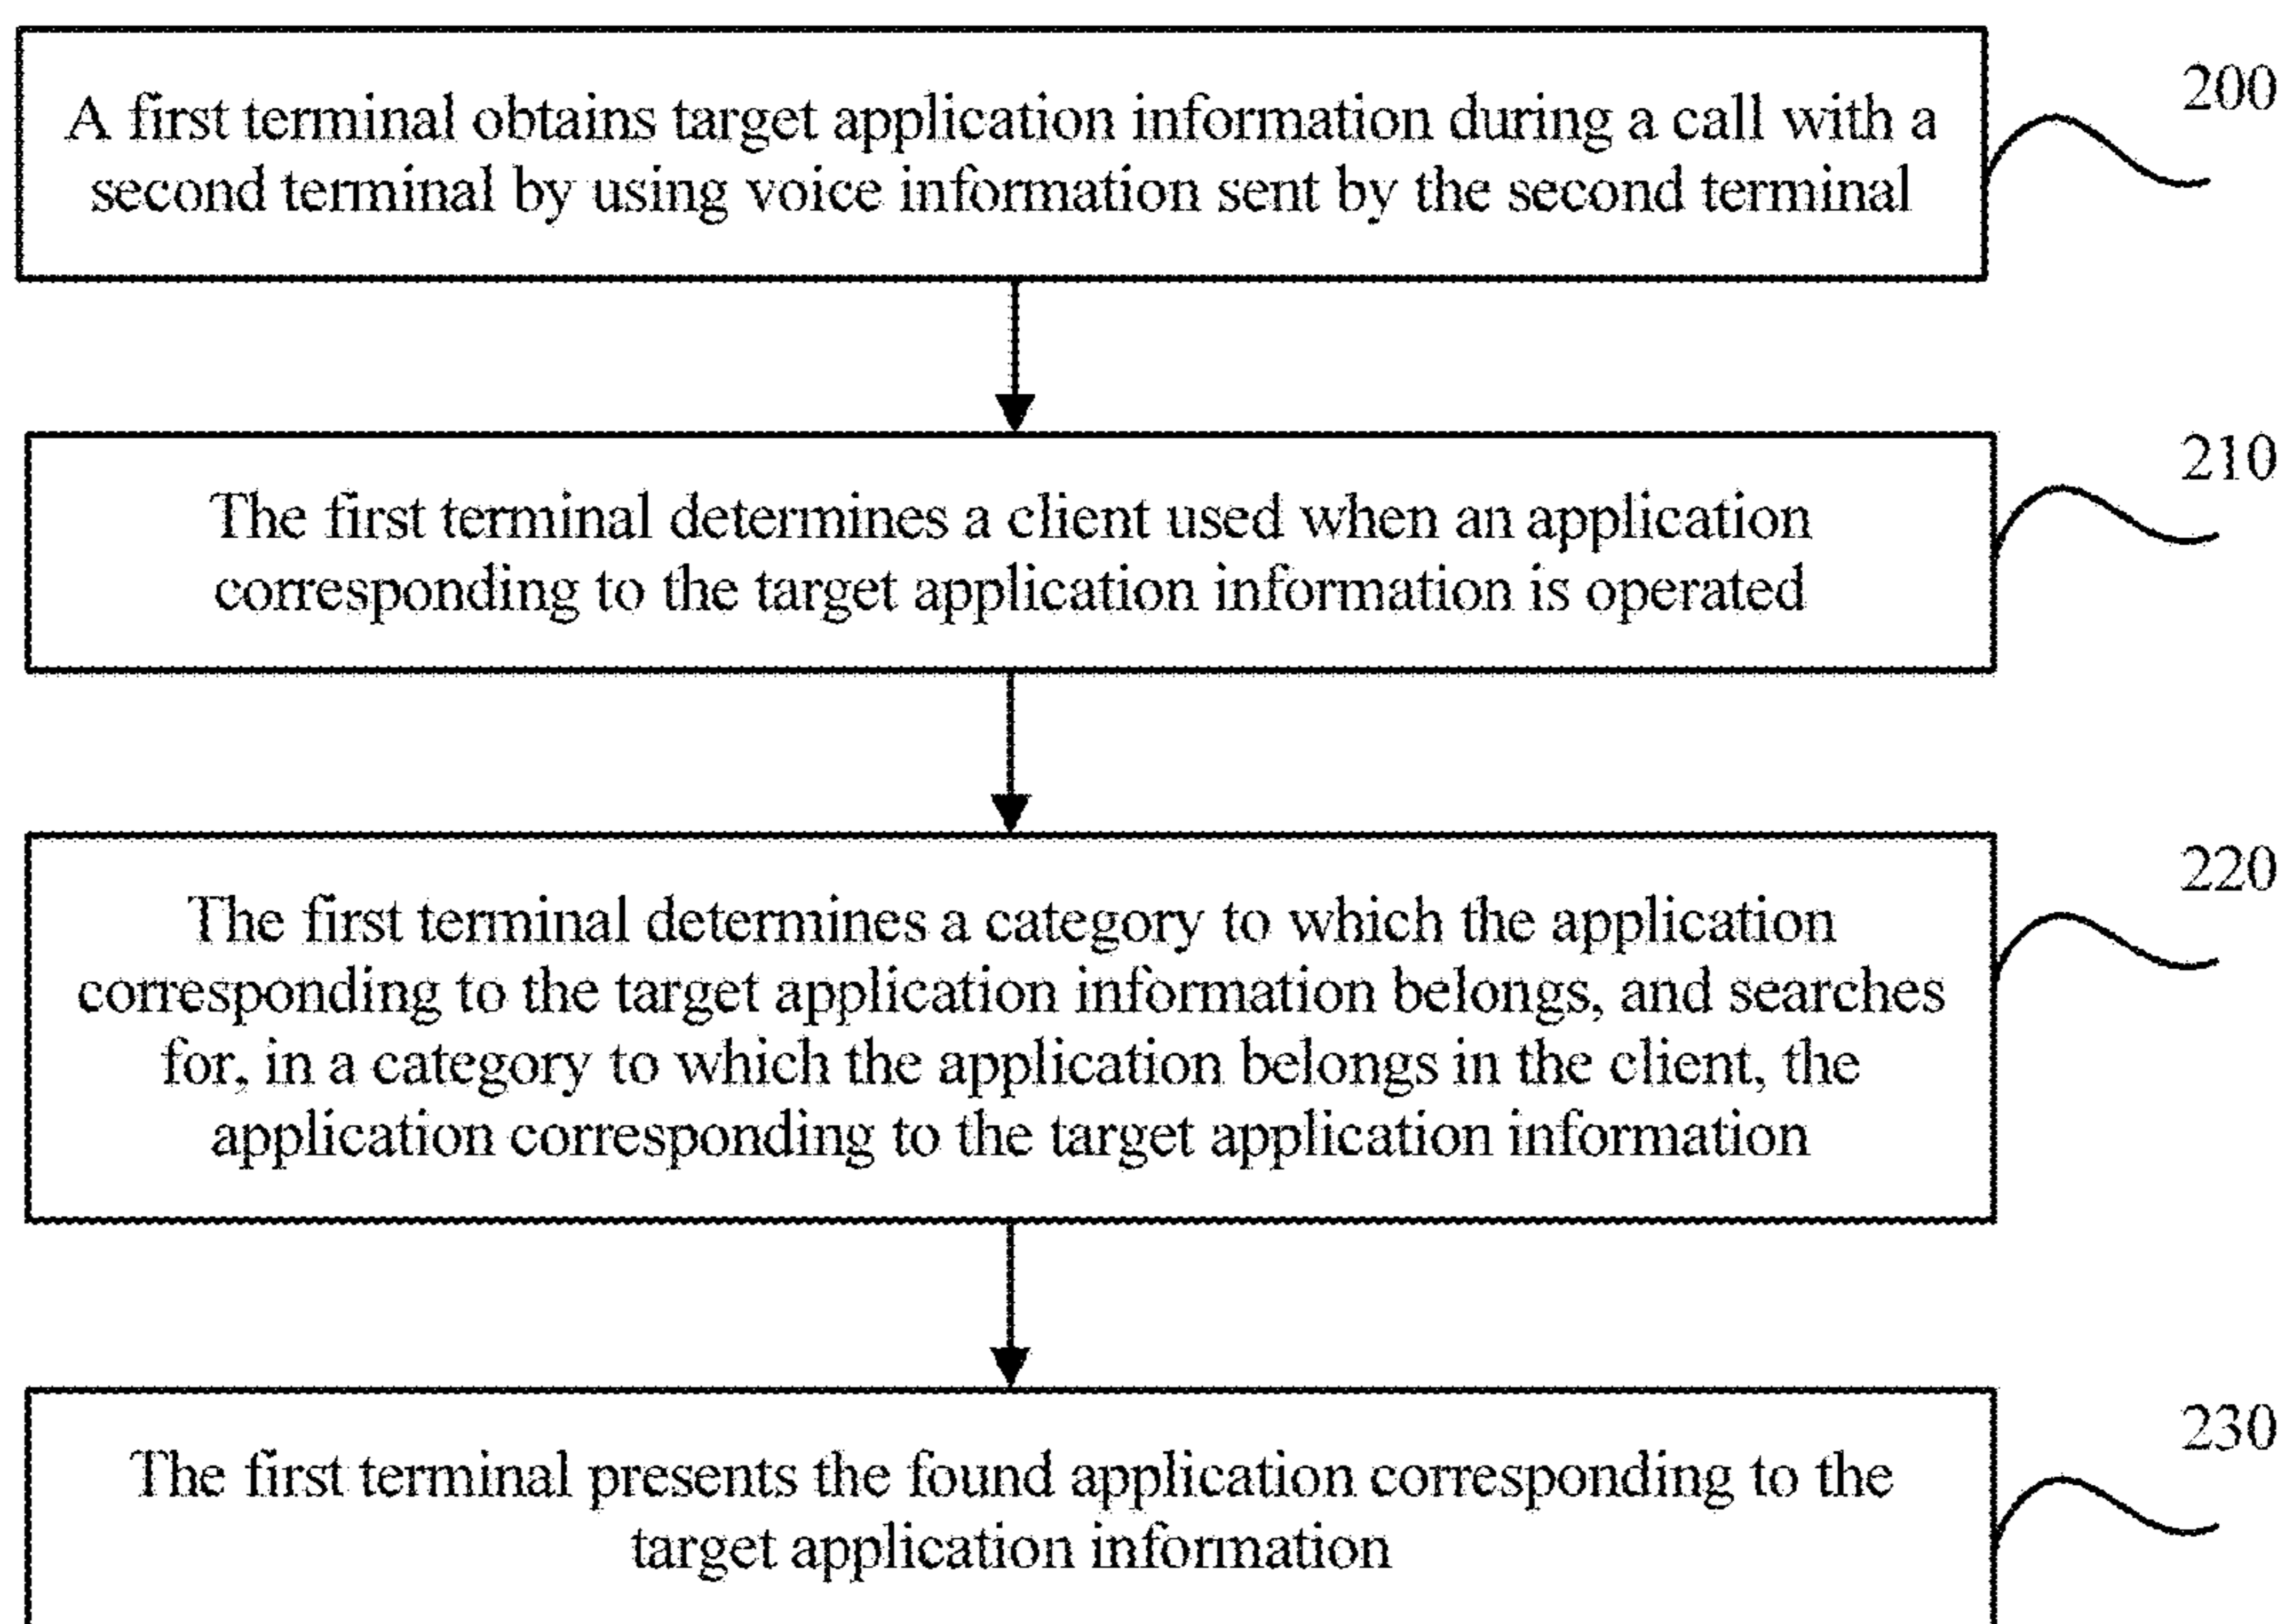 200
A first terminal obtains target application information during a call with a
second terminal by using voice information sent by the second terminal
210
The first terminal determines a client used when an application
corresponding to the target application information is operated
220
The first terminal determines a category to which the application
corresponding to the target application information belongs, and searches
for, in a category to which the application belongs in the client, the
application corresponding to the target application information
230
The first terminal presents the found application corresponding to the
target application information